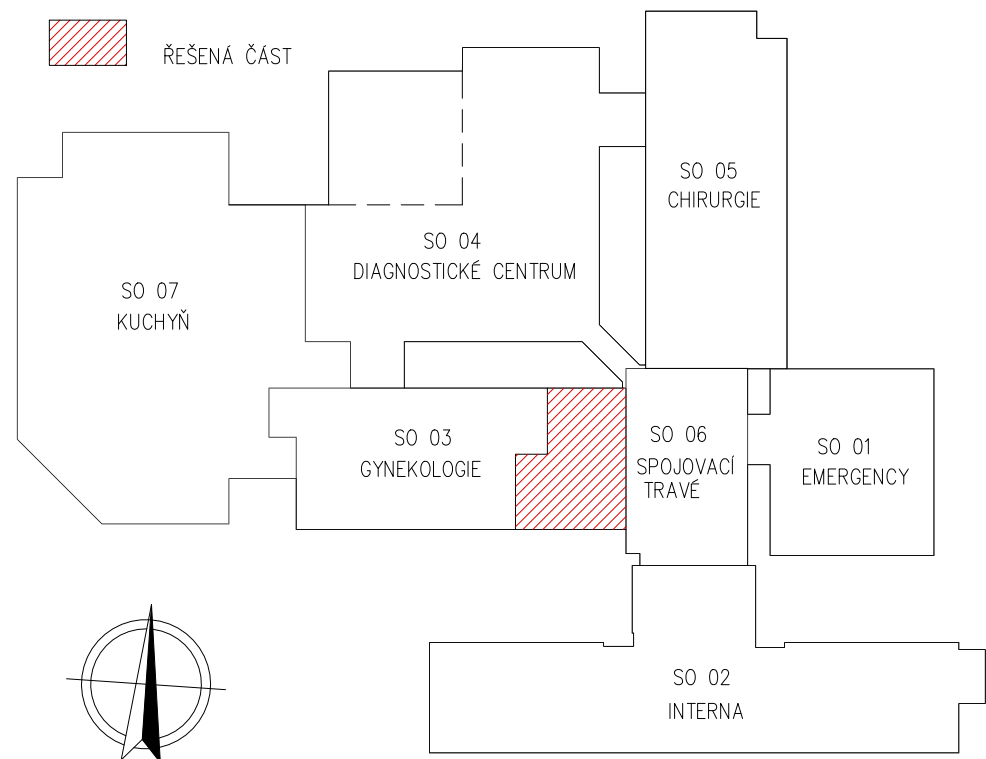 ŘEŠENÁ ČÁST
SO 05
CHIRURGIE
SO 04
DIAGNOSTICKÉ CENTRUM
SO 07
KUCHYŇ
SO 03
GYNEKOLOGIE
SO 06
SPOJOVACÍ
TRAVÉ
SO 01
EMERGENCY
SO 02
INTERNA